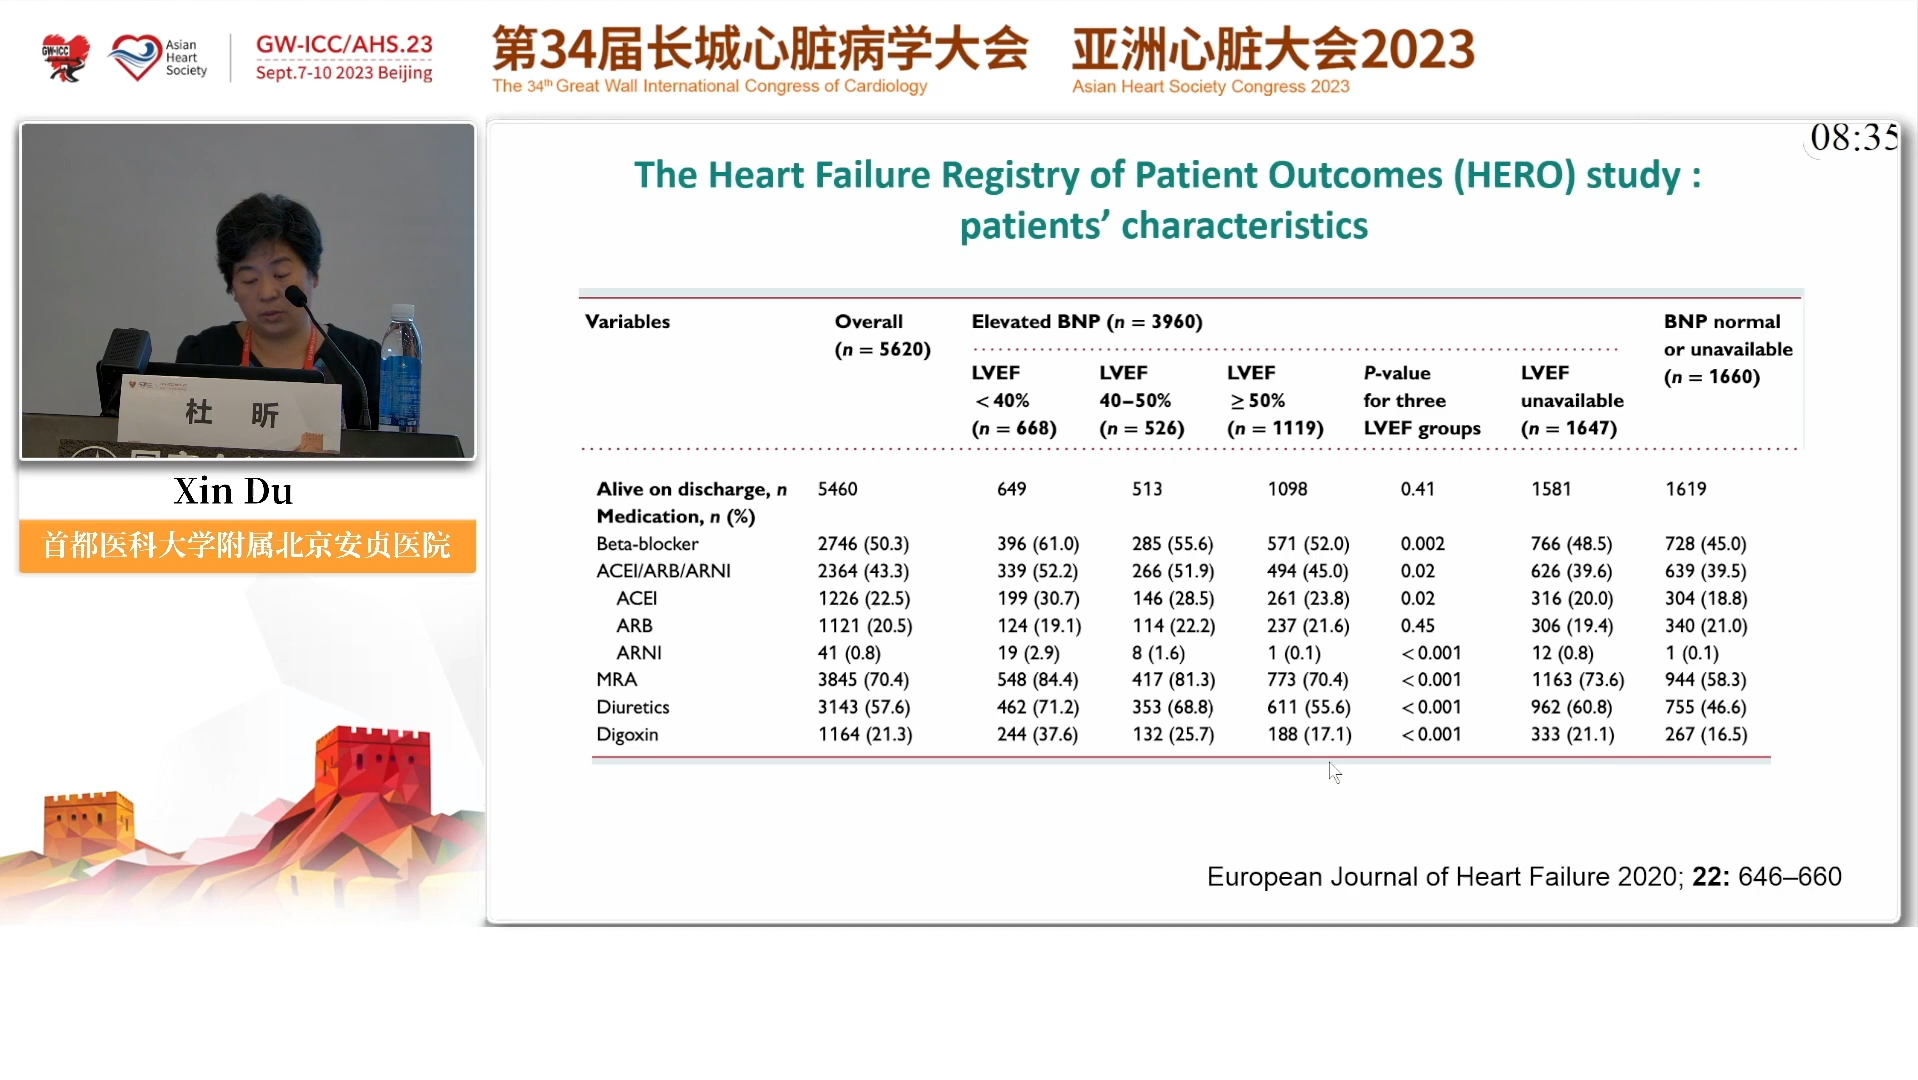 GW-ICC
Asian
Heart
Society
GW-ICC/AHS.23
Sept.7-10 2023 Beijing
第34届长城心脏病学大会
The 34th Great Wall International Congress of Cardiology
亚洲心脏大会2023
Asian Heart Society Congress 2023
杜 昕
Xin Du
首都医科大学附属北京安贞医院
08:35
The Heart Failure Registry of Patient Outcomes (HERO) study :
patients’ characteristics
Variables Overall Elevated BNP (n = 3960) BNP normal
(n = 5620) or unavailable
LVEF LVEF LVEF P-value LVEF (n = 1660)
< 40% 40–50% ≥ 50% for three unavailable
(n = 668) (n = 526) (n = 1119) LVEF groups (n = 1647)
Alive on discharge, n 5460 649 513 1098 0.41 1581 1619
Medication, n (%)
Beta-blocker 2746 (50.3) 396 (61.0) 285 (55.6) 571 (52.0) 0.002 766 (48.5) 728 (45.0)
ACEI/ARB/ARNI 2364 (43.3) 339 (52.2) 266 (51.9) 494 (45.0) 0.02 626 (39.6) 639 (39.5)
ACEI 1226 (22.5) 199 (30.7) 146 (28.5) 261 (23.8) 0.02 316 (20.0) 304 (18.8)
ARB 1121 (20.5) 124 (19.1) 114 (22.2) 237 (21.6) 0.45 306 (19.4) 340 (21.0)
ARNI 41 (0.8) 19 (2.9) 8 (1.6) 1 (0.1) < 0.001 12 (0.8) 1 (0.1)
MRA 3845 (70.4) 548 (84.4) 417 (81.3) 773 (70.4) < 0.001 1163 (73.6) 944 (58.3)
Diuretics 3143 (57.6) 462 (71.2) 353 (68.8) 611 (55.6) < 0.001 962 (60.8) 755 (46.6)
Digoxin 1164 (21.3) 244 (37.6) 132 (25.7) 188 (17.1) < 0.001 333 (21.1) 267 (16.5)
European Journal of Heart Failure 2020; 22: 646–660